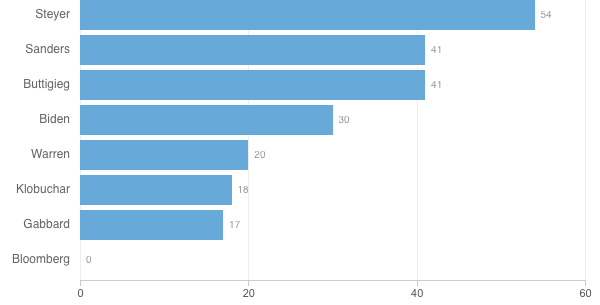 Steyer 54
Sanders 41
Buttigieg 41
Biden 30
Warren 20
Klobuchar 18
Gabbard 17
Bloomberg 0
0 20 40 60